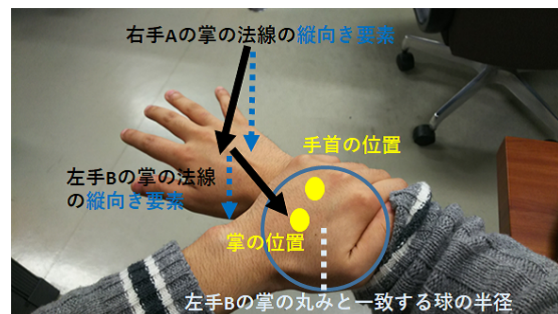 右手Aの掌の法線の縦向き要素
手首の位置
左手Bの掌の法線
の縦向き要素
掌の位置
左手Bの掌の丸みと一致する球の半径